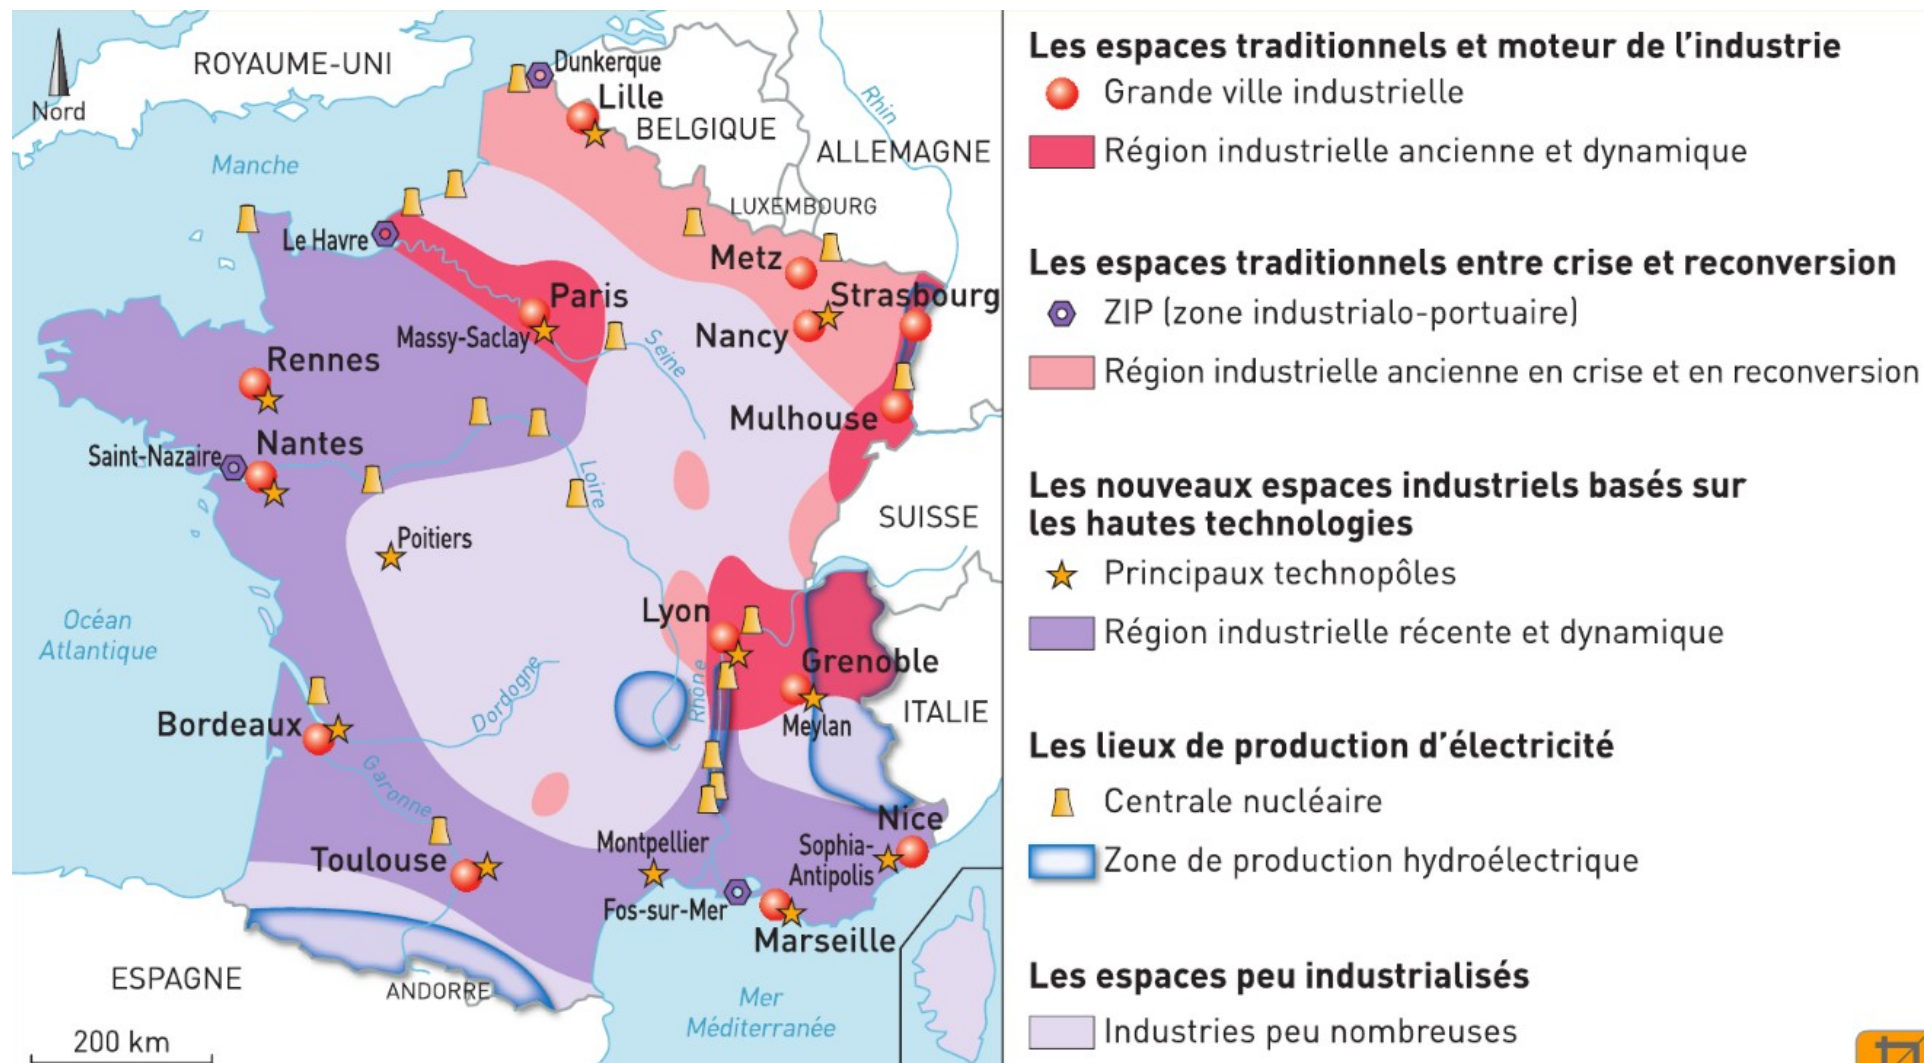 ROYAUME-UNI
Nord
Manche
Dunkerque
Lille
BELGIQUE
Rhin
ALLEMAGNE
LUXEMBOURG
Le Havre
Metz
Paris
Strasbourg
Massy-Saclay
Nancy
Seine
Rennes
Mulhouse
Saint-Nazaire
Nantes
Loire
SUISSE
Poitiers
Océan
Atlantique
Lyon
Grenoble
Rhône
Dordogne
Meylan
ITALIE
Bordeaux
Garonne
Nice
Montpellier
Sophia-
Antipolis
Toulouse
Fos-sur-Mer
Marseille
ESPAGNE
ANDORRE
Mer
Méditerranée
200 km
Les espaces traditionnels et moteur de l'industrie
Grande ville industrielle
Région industrielle ancienne et dynamique
Les espaces traditionnels entre crise et reconversion
ZIP (zone industrialo-portuaire)
Région industrielle ancienne en crise et en reconversion
Les nouveaux espaces industriels basés sur
les hautes technologies
Principaux technopôles
Région industrielle récente et dynamique
Les lieux de production d'électricité
Centrale nucléaire
Zone de production hydroélectrique
Les espaces peu industrialisés
Industries peu nombreuses